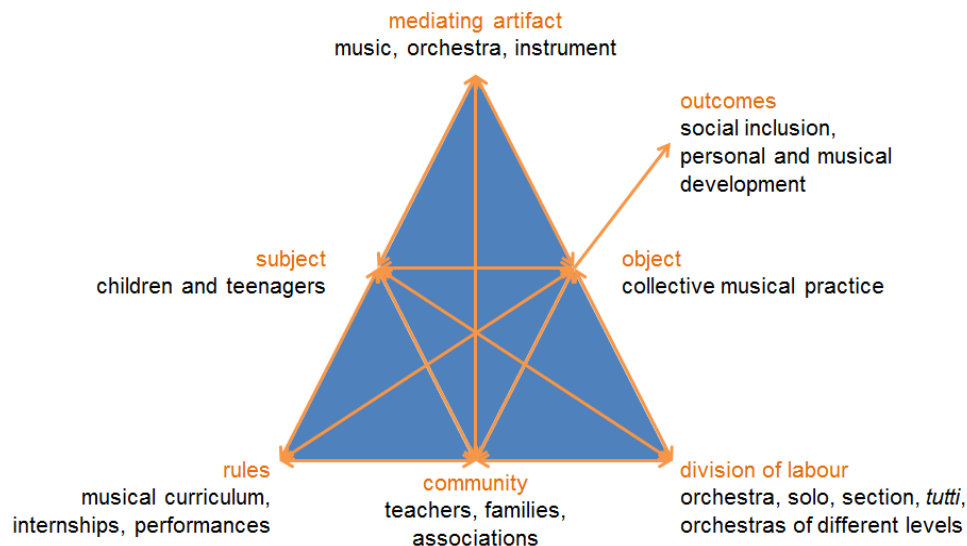 mediating artifact
music, orchestra, instrument
outcomes
social inclusion,
personal and musical
development
subject
children and teenagers
object
collective musical practice
rules
musical curriculum,
internships, performances
community
teachers, families,
associations
division of labour
orchestra, solo, section, tutti,
orchestras of different levels